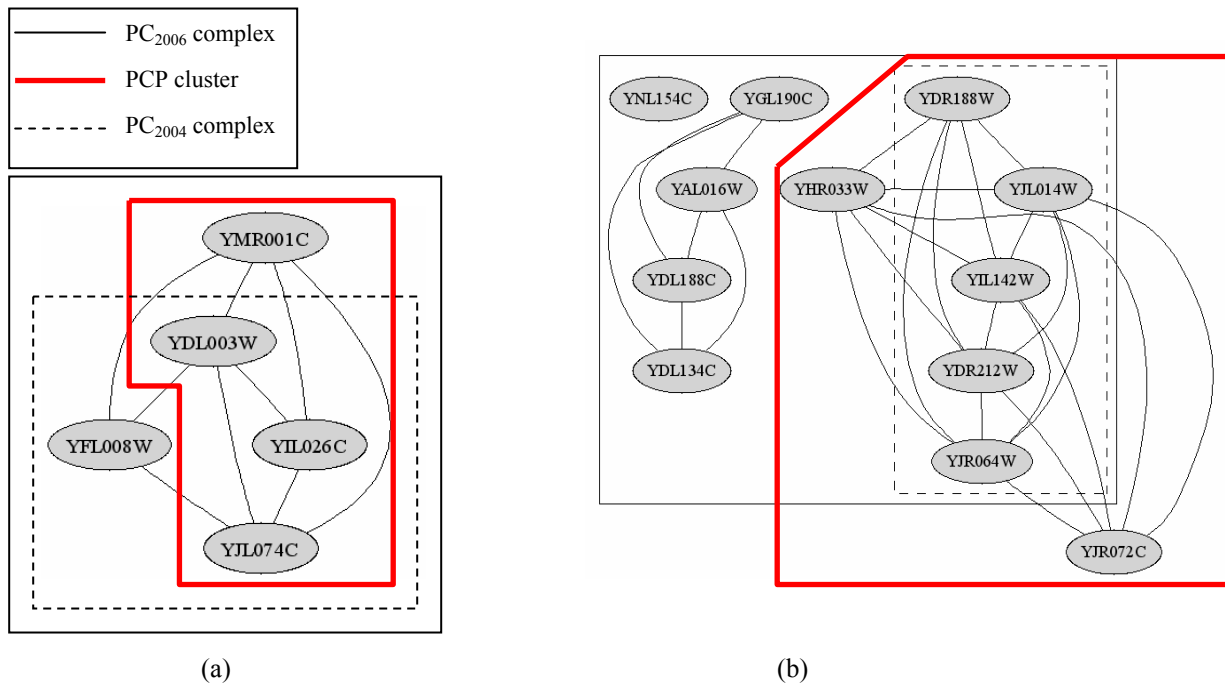 PC2006 complex
PCP cluster
PC2004 complex
YMR001C
YDL003W
YFL008W
YIL026C
YJL074C
(a)
YNL154C
YGL190C
YDR188W
YAL016W
YHR033W
YJL014W
YDL188C
YIL142W
YDL134C
YDR212W
YJR064W
YJR072C
(b)